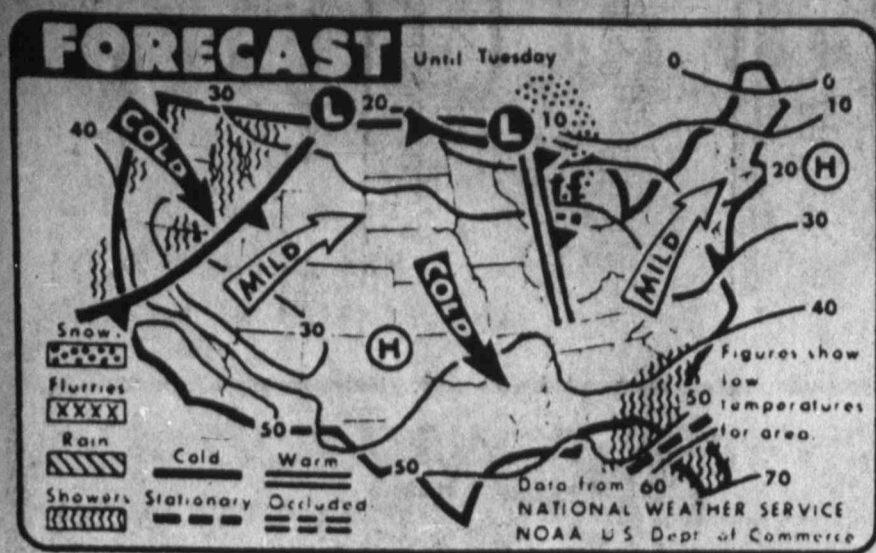 FORECAST Until Tuesday
0
0
30
L
20
L
10
10
40
COLD
20 H
MILD
MILD
30
COLD
40
30
H
Snow
Figures show
low
temperatures
for area.
Flurries
50
50
Rain
50
Cold
Warm
60
70
Showers
Stationary
Occluded
Data from
NATIONAL WEATHER SERVICE
NOAA US Dept of Commerce